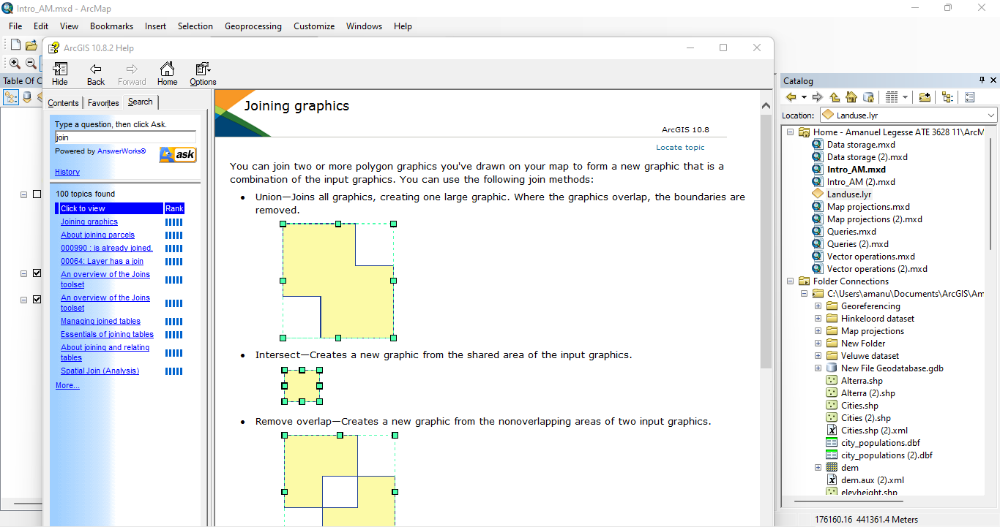 Intro_AM.mxd - ArcMap
File Edit View Bookmarks Insert Selection Geoprocessing Customize Windows Help
ArcGIS 10.8.2 Help
Hide Back Forward Home Options
Table Of C
Contents Favorites Search
Type a question, then click Ask.
join
Powered by AnswerWorks®
ask
History
100 topics found
Click to view Rank
Joining graphics
About joining parcels
000990 : is already joined.
00064: Layer has a join
An overview of the Joins
toolset
An overview of the Joins
toolset
Managing joined tables
Essentials of joining tables
About joining and relating
tables
Spatial Join (Analysis)
More...
Joining graphics
ArcGIS 10.8
Locate topic
You can join two or more polygon graphics you've drawn on your map to form a new graphic that is a
combination of the input graphics. You can use the following join methods:
• Union—Joins all graphics, creating one large graphic. Where the graphics overlap, the boundaries are
removed.
• Intersect—Creates a new graphic from the shared area of the input graphics.
• Remove overlap—Creates a new graphic from the nonoverlapping areas of two input graphics.
Catalog
Location: Landuse.lyr
Home - Amanuel Legesse ATE 3628 11\ArcM
Data storage.mxd
Data storage (2).mxd
Intro_AM.mxd
Intro_AM (2).mxd
Landuse.lyr
Map projections.mxd
Map projections (2).mxd
Queries.mxd
Queries (2).mxd
Vector operations.mxd
Vector operations (2).mxd
Folder Connections
C:\Users\amanu\Documents\ArcGIS\Am
Georeferencing
Hinkeloord dataset
Map projections
New Folder
Veluwe dataset
New File Geodatabase.gdb
Alterra.shp
Alterra (2).shp
Cities.shp
Cities (2).shp
Cities.shp (2).xml
city_populations.dbf
city_populations (2).dbf
dem
dem.aux (2).xml
elevheight.shp
176160.16 441361.4 Meters